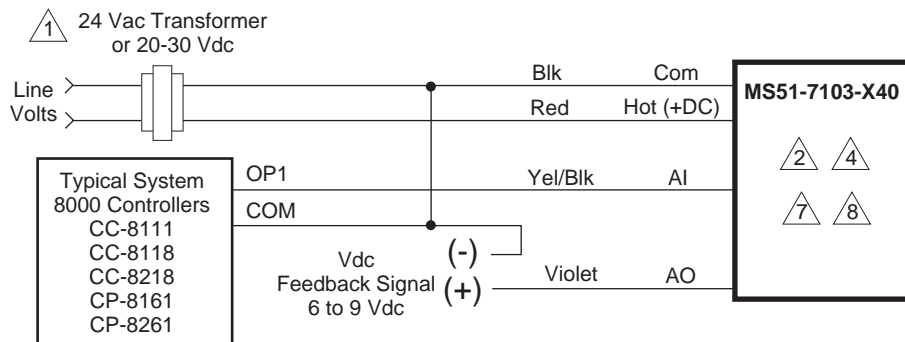 1
24 Vac Transformer
or 20-30 Vdc
Line
Volts
Blk
Com
Red
Hot (+DC)
MS51-7103-X40
2
4
7
8
Typical System
8000 Controllers
CC-8111
CC-8118
CC-8218
CP-8161
CP-8261
OP1
Yel/Blk
AI
COM
Vdc
Feedback Signal
6 to 9 Vdc
(-)
(+)
Violet
AO